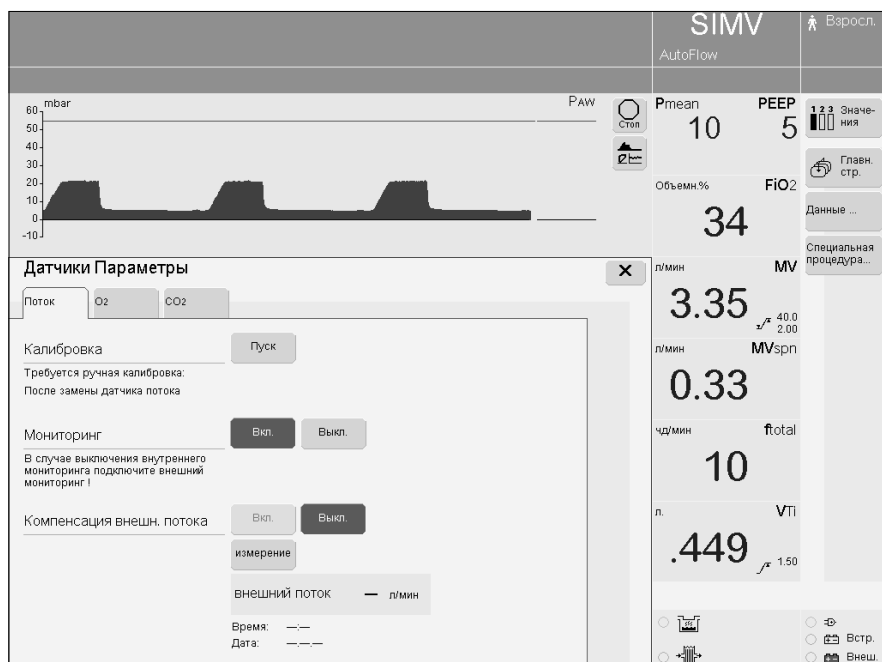 SIMV
AutoFlow
Взросл.
mbar
PAW
60
50
40
30
20
10
0
-10
Стоп
Pmean
PEEP
10
5
Объемн.%
FiO2
34
л/мин
MV
3.35
40.0
2.00
л/мин
MVspn
0.33
чд/мин
ftotal
10
л.
VTi
.449
1.50
1 2 3 Значе-
ния
Главн.
стр.
Данные ...
Специальная
процедура...
Датчики Параметры
X
Поток
O2
CO2
Калибровка
Пуск
Требуется ручная калибровка:
После замены датчика потока
Мониторинг
Вкл.
Выкл.
В случае выключения внутреннего
мониторинга подключите внешний
мониторинг !
Компенсация внешн. потока
Вкл.
Выкл.
измерение
внешний поток — л/мин
Время: —:—
Дата: —.—.—
Встр.
Внеш.